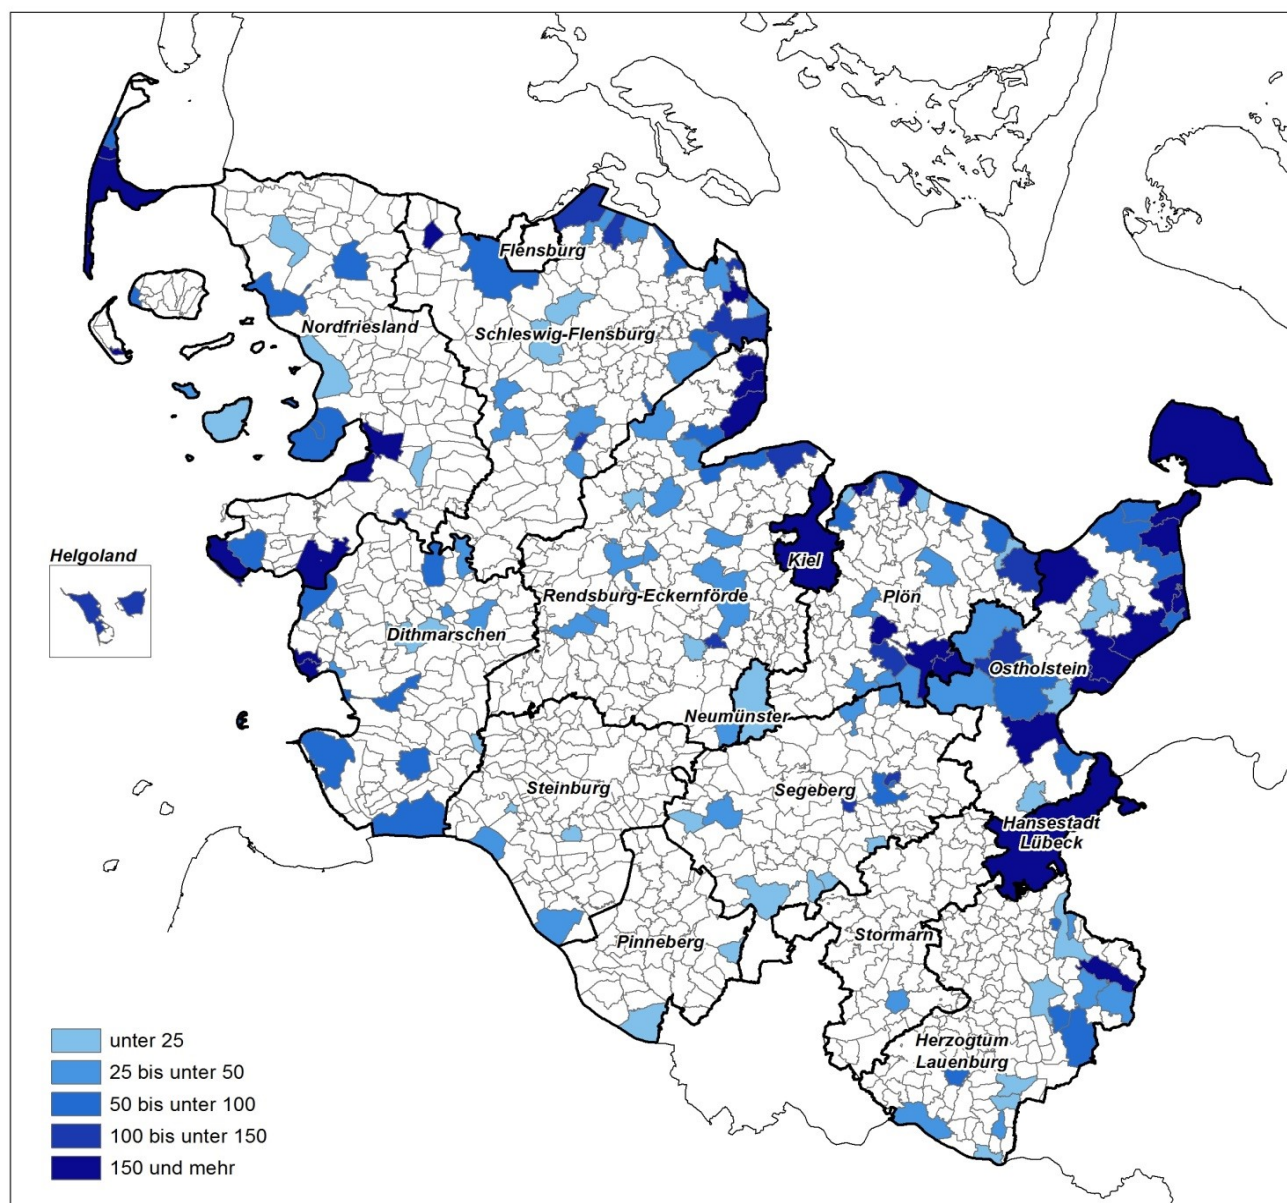 Flensburg
Nordfriesland
Schleswig-Flensburg
Helgoland
Kiel
Rendsburg-Eckernförde
Plön
Dithmarschen
Ostholstein
Neumünster
Steinburg
Segeberg
Hansestadt
Lübeck
Pinneberg
Stormarn
Herzogtum
Lauenburg
unter 25
25 bis unter 50
50 bis unter 100
100 bis unter 150
150 und mehr